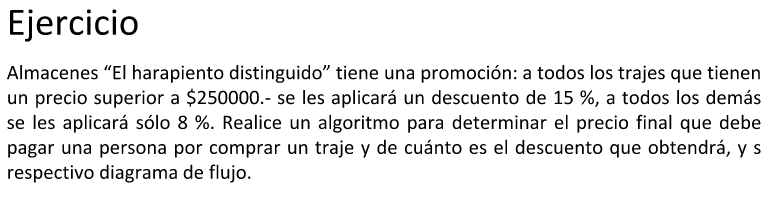 Ejercicio
Almacenes “El harapiento distinguido” tiene una promoción: a todos los trajes que tienen
un precio superior a $250000.- se les aplicará un descuento de 15 %, a todos los demás
se les aplicará sólo 8 %. Realice un algoritmo para determinar el precio final que debe
pagar una persona por comprar un traje y de cuánto es el descuento que obtendrá, y s
respectivo diagrama de flujo.